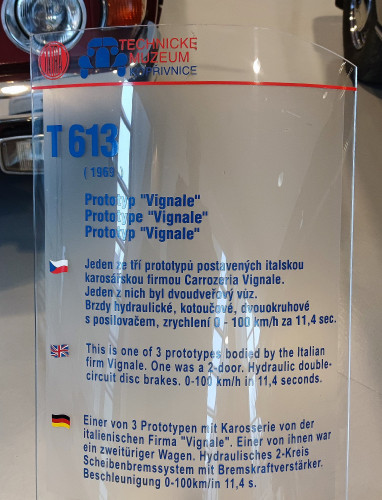 TATRA
TECHNICKÉ
MUZEUM
KOPŘIVNICE
T 613
( 1969 )
Prototyp "Vignale"
Prototype "Vignale"
Prototyp "Vignale"
Jeden ze tří prototypů postavených italskou
karosářskou firmou Carrozeria Vignale.
Jeden z nich byl dvoudveřový vůz.
Brzdy hydraulické, kotoučové, dvouokruhové
s posilovačem, zrychlení 0 - 100 km/h za 11,4 sec.
This is one of 3 prototypes bodied by the Italian
firm Vignale. One was a 2-door. Hydraulic double-
circuit disc brakes. 0-100 km/h in 11,4 seconds.
Einer von 3 Prototypen mit Karosserie von der
italienischen Firma "Vignale". Einer von ihnen war
ein zweitüriger Wagen. Hydraulisches 2-Kreis
Scheibenbremssystem mit Bremskraftverstärker.
Beschleunigung 0-100km/h in 11,4 s.